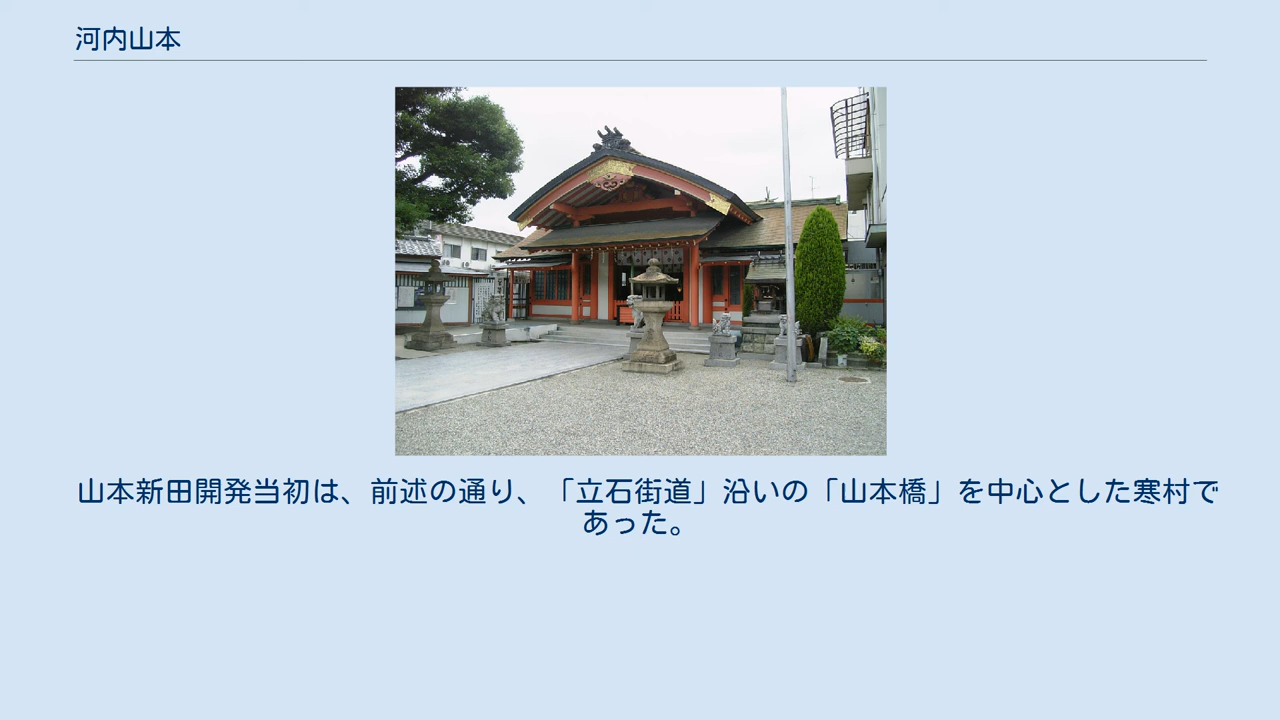 河内山本
山本新田開発当初は、前述の通り、「立石街道」沿いの「山本橋」を中心とした寒村で
あった。